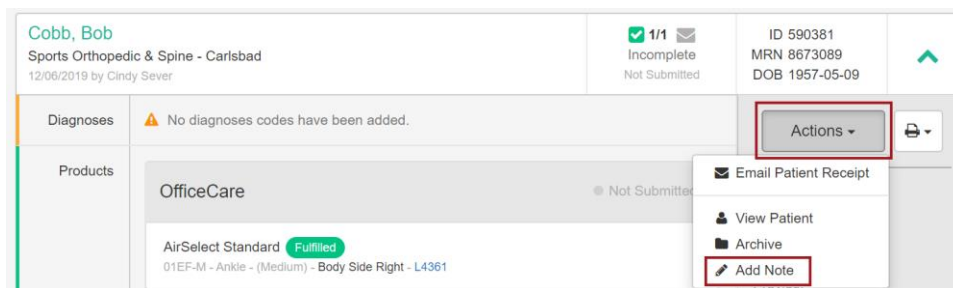 Cobb, Bob
Sports Orthopedic & Spine - Carlsbad
12/06/2019 by Cindy Sever
1/1
Incomplete
Not Submitted
ID 590381
MRN 8673089
DOB 1957-05-09
Diagnoses
No diagnoses codes have been added.
Actions
Products
OfficeCare
Not Submitted
AirSelect Standard Fulfilled
01EF-M - Ankle - (Medium) - Body Side Right - L4361
Email Patient Receipt
View Patient
Archive
Add Note